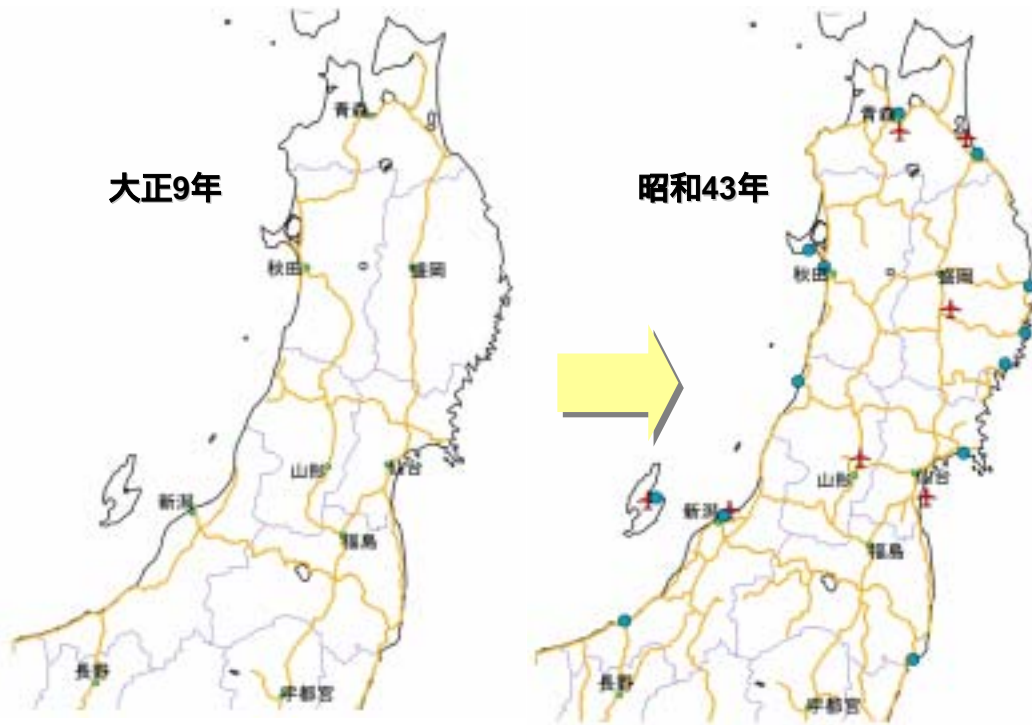 大正9年
青森
秋田
盛岡
山形
仙台
新潟
福島
長野
宇都宮
昭和43年
青森
秋田
盛岡
山形
仙台
新潟
福島
長野
宇都宮